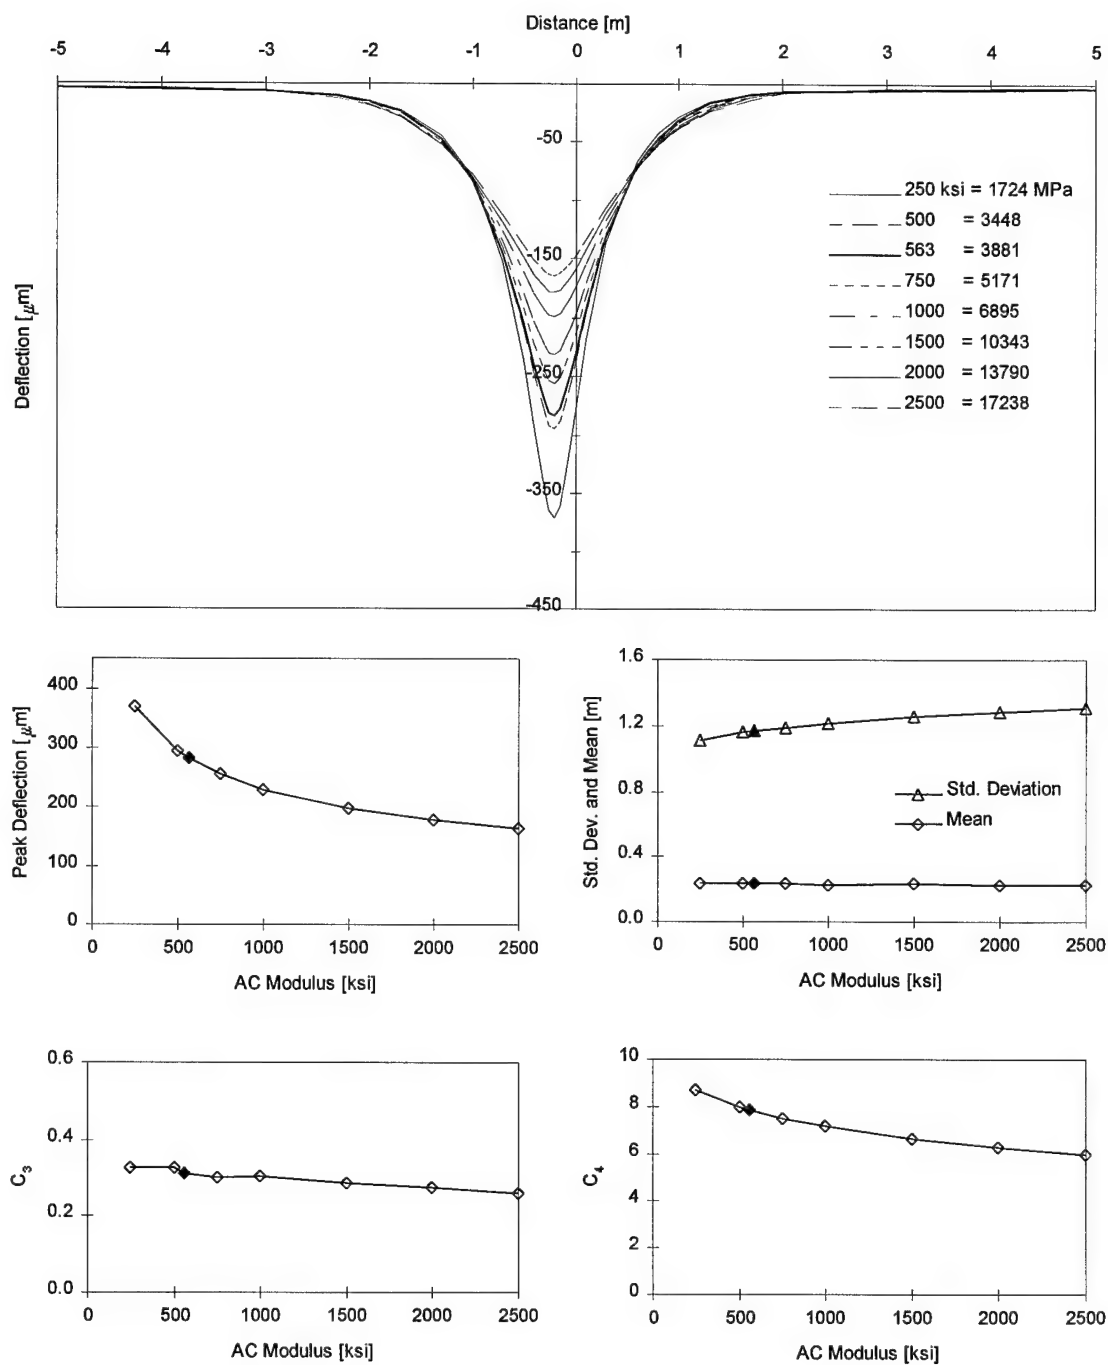 Distance [m]
-5 -4 -3 -2 -1 0 1 2 3 4 5
Deflection [μm]
-50
-150
-250
-350
-450
250 ksi = 1724 MPa
500 = 3448
563 = 3881
750 = 5171
1000 = 6895
1500 = 10343
2000 = 13790
2500 = 17238
Peak Deflection [μm]
400
300
200
100
0
0 500 1000 1500 2000 2500
AC Modulus [ksi]
Std. Dev. and Mean [m]
1.6
1.2
0.8
0.4
0.0
Std. Deviation
Mean
0 500 1000 1500 2000 2500
AC Modulus [ksi]
C₃
0.6
0.4
0.2
0.0
0 500 1000 1500 2000 2500
AC Modulus [ksi]
C₄
10
8
6
4
2
0
0 500 1000 1500 2000 2500
AC Modulus [ksi]